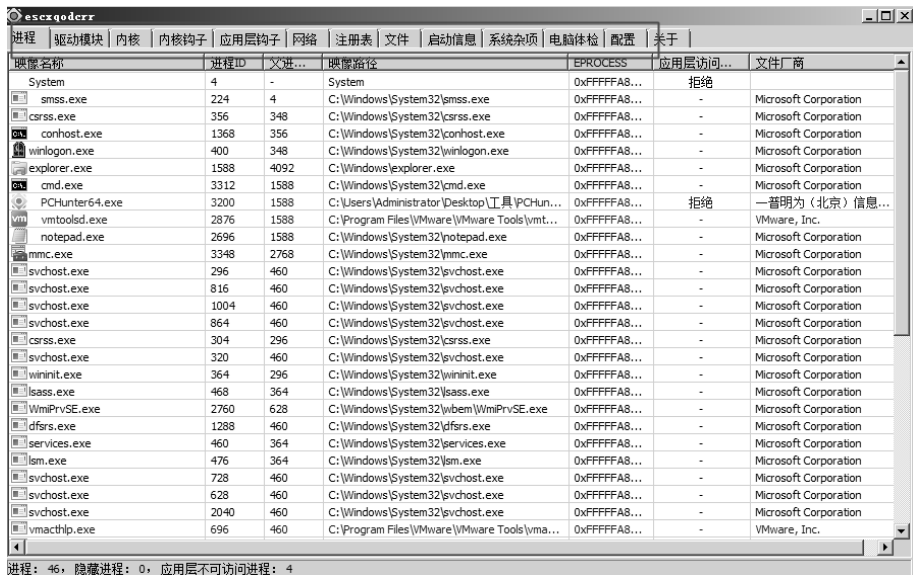 escxqodcrr
进程 驱动模块 内核 内核钩子 应用层钩子 网络 注册表 文件 启动信息 系统杂项 电脑体检 配置 关于
映像名称 进程ID 父进... 映像路径 EPROCESS 应用层访问... 文件厂商
System 4 - System 0xFFFFFA8... 拒绝
smss.exe 224 4 C:\Windows\System32\smss.exe 0xFFFFFA8... - Microsoft Corporation
csrss.exe 356 348 C:\Windows\System32\csrss.exe 0xFFFFFA8... - Microsoft Corporation
conhost.exe 1368 356 C:\Windows\System32\conhost.exe 0xFFFFFA8... - Microsoft Corporation
winlogon.exe 400 348 C:\Windows\System32\winlogon.exe 0xFFFFFA8... - Microsoft Corporation
explorer.exe 1588 4092 C:\Windows\explorer.exe 0xFFFFFA8... - Microsoft Corporation
cmd.exe 3312 1588 C:\Windows\System32\cmd.exe 0xFFFFFA8... - Microsoft Corporation
PCHunter64.exe 3200 1588 C:\Users\Administrator\Desktop\工具\PCHun... 0xFFFFFA8... 拒绝 一普明为（北京）信息...
vmtoolsd.exe 2876 1588 C:\Program Files\VMware\VMware Tools\vmt... 0xFFFFFA8... - VMware, Inc.
notepad.exe 2696 1588 C:\Windows\System32\notepad.exe 0xFFFFFA8... - Microsoft Corporation
mmc.exe 3348 2768 C:\Windows\System32\mmc.exe 0xFFFFFA8... - Microsoft Corporation
svchost.exe 296 460 C:\Windows\System32\svchost.exe 0xFFFFFA8... - Microsoft Corporation
svchost.exe 816 460 C:\Windows\System32\svchost.exe 0xFFFFFA8... - Microsoft Corporation
svchost.exe 1004 460 C:\Windows\System32\svchost.exe 0xFFFFFA8... - Microsoft Corporation
svchost.exe 864 460 C:\Windows\System32\svchost.exe 0xFFFFFA8... - Microsoft Corporation
csrss.exe 304 296 C:\Windows\System32\csrss.exe 0xFFFFFA8... - Microsoft Corporation
svchost.exe 320 460 C:\Windows\System32\svchost.exe 0xFFFFFA8... - Microsoft Corporation
wininit.exe 364 296 C:\Windows\System32\wininit.exe 0xFFFFFA8... - Microsoft Corporation
lsass.exe 468 364 C:\Windows\System32\lsass.exe 0xFFFFFA8... - Microsoft Corporation
WmiPrvSE.exe 2760 628 C:\Windows\System32\wbem\WmiPrvSE.exe 0xFFFFFA8... - Microsoft Corporation
dfsrs.exe 1288 460 C:\Windows\System32\dfsrs.exe 0xFFFFFA8... - Microsoft Corporation
services.exe 460 364 C:\Windows\System32\services.exe 0xFFFFFA8... - Microsoft Corporation
lsm.exe 476 364 C:\Windows\System32\lsm.exe 0xFFFFFA8... - Microsoft Corporation
svchost.exe 728 460 C:\Windows\System32\svchost.exe 0xFFFFFA8... - Microsoft Corporation
svchost.exe 628 460 C:\Windows\System32\svchost.exe 0xFFFFFA8... - Microsoft Corporation
svchost.exe 2040 460 C:\Windows\System32\svchost.exe 0xFFFFFA8... - Microsoft Corporation
vmacthlp.exe 696 460 C:\Program Files\VMware\VMware Tools\vma... 0xFFFFFA8... - VMware, Inc.
进程: 46, 隐藏进程: 0, 应用层不可访问进程: 4